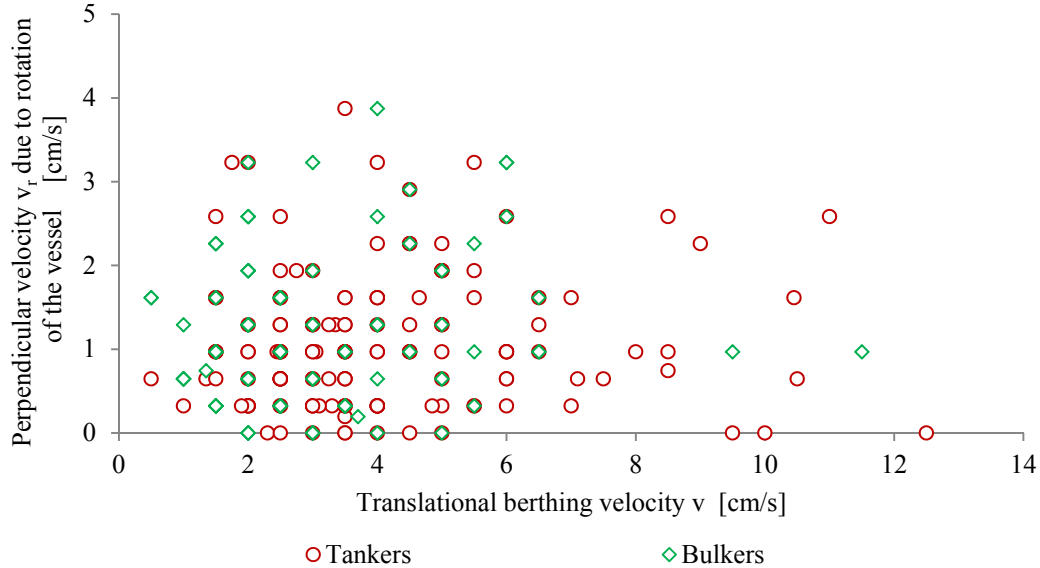 Perpendicular velocity vr due to rotation
of the vessel [cm/s]
5
4
3
2
1
0
0 2 4 6 8 10 12 14
Translational berthing velocity v [cm/s]
Tankers Bulkers